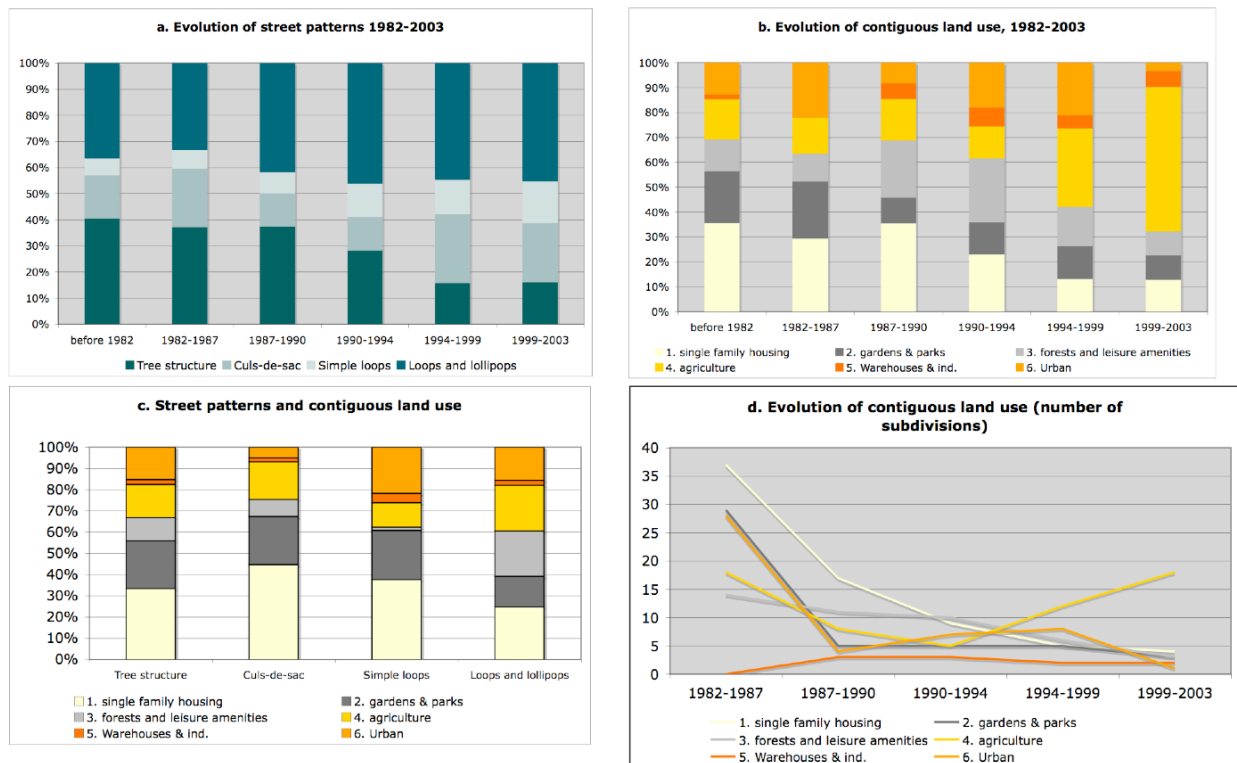 a. Evolution of street patterns 1982-2003
100%
90%
80%
70%
60%
50%
40%
30%
20%
10%
0%
before 1982 1982-1987 1987-1990 1990-1994 1994-1999 1999-2003
Tree structure Culs-de-sac Simple loops Loops and lollipops
b. Evolution of contiguous land use, 1982-2003
100%
90%
80%
70%
60%
50%
40%
30%
20%
10%
0%
before 1982 1982-1987 1987-1990 1990-1994 1994-1999 1999-2003
1. single family housing 2. gardens & parks 3. forests and leisure amenities
4. agriculture 5. Warehouses & ind. 6. Urban
c. Street patterns and contiguous land use
100%
90%
80%
70%
60%
50%
40%
30%
20%
10%
0%
Tree structure Culs-de-sac Simple loops Loops and lollipops
1. single family housing 2. gardens & parks
3. forests and leisure amenities 4. agriculture
5. Warehouses & ind. 6. Urban
d. Evolution of contiguous land use (number of
subdivisions)
40
35
30
25
20
15
10
5
0
1982-1987 1987-1990 1990-1994 1994-1999 1999-2003
1. single family housing 2. gardens & parks
3. forests and leisure amenities 4. agriculture
5. Warehouses & ind. 6. Urban